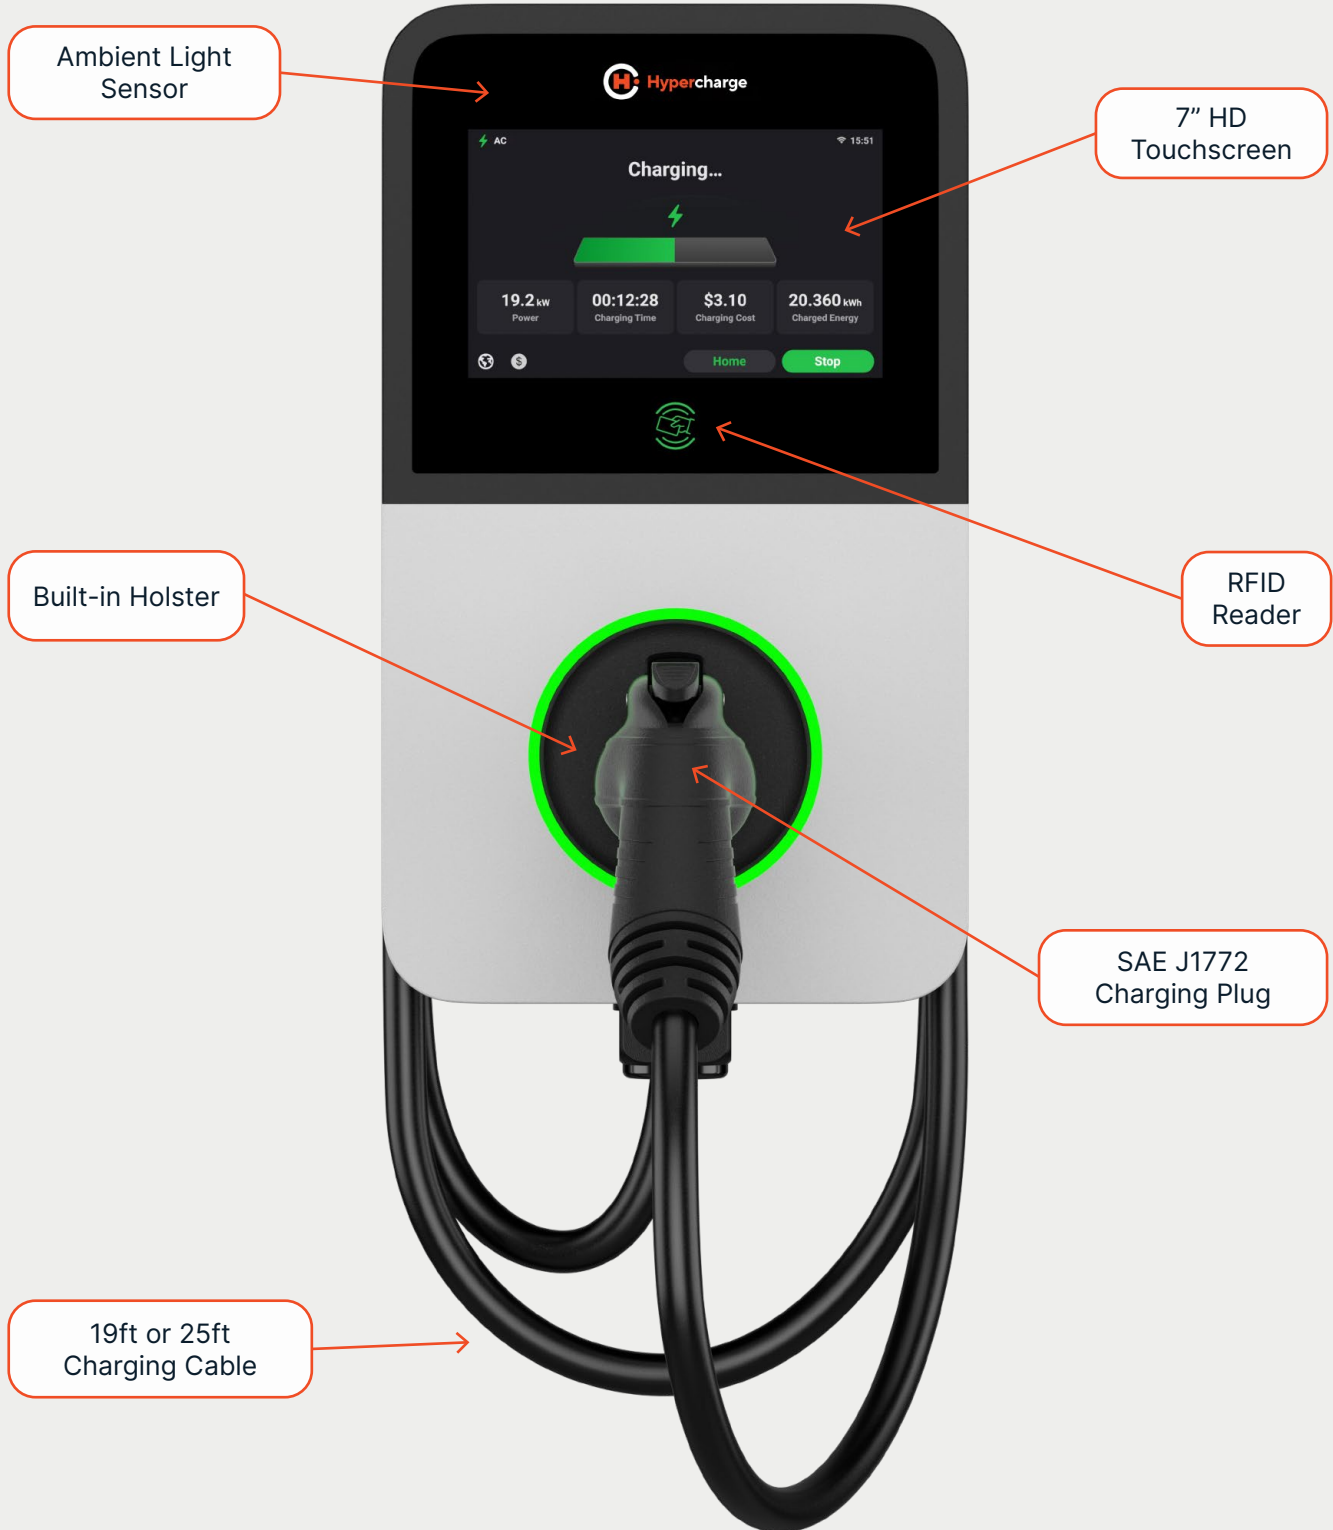 Ambient Light
Sensor
Hypercharge
7” HD
Touchscreen
AC
15:51
Charging...
19.2 kW
Power
00:12:28
Charging Time
$3.10
Charging Cost
20.360 kWh
Charged Energy
$
Home
Stop
Built-in Holster
RFID
Reader
SAE J1772
Charging Plug
19ft or 25ft
Charging Cable